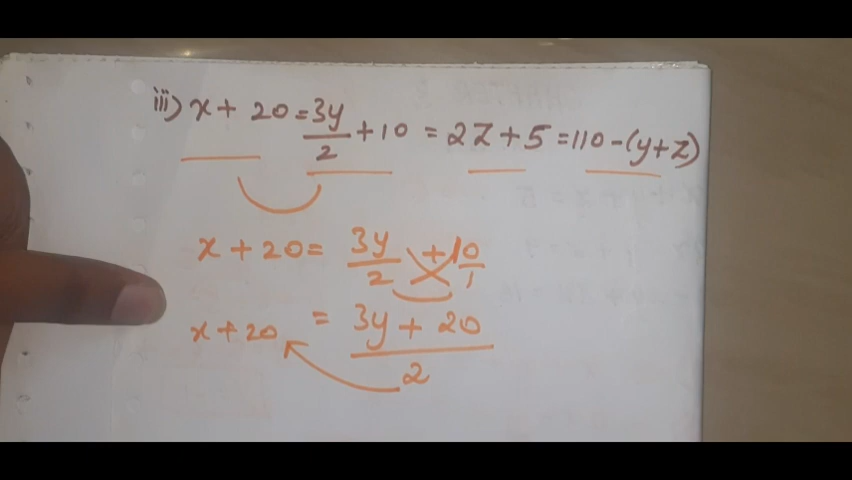 iii) x + 20 = 3y/2 + 10 = 2z + 5 = 110 - (y + z)
x + 20 = 3y/2 + 10/1
x + 20 = 3y + 20/2